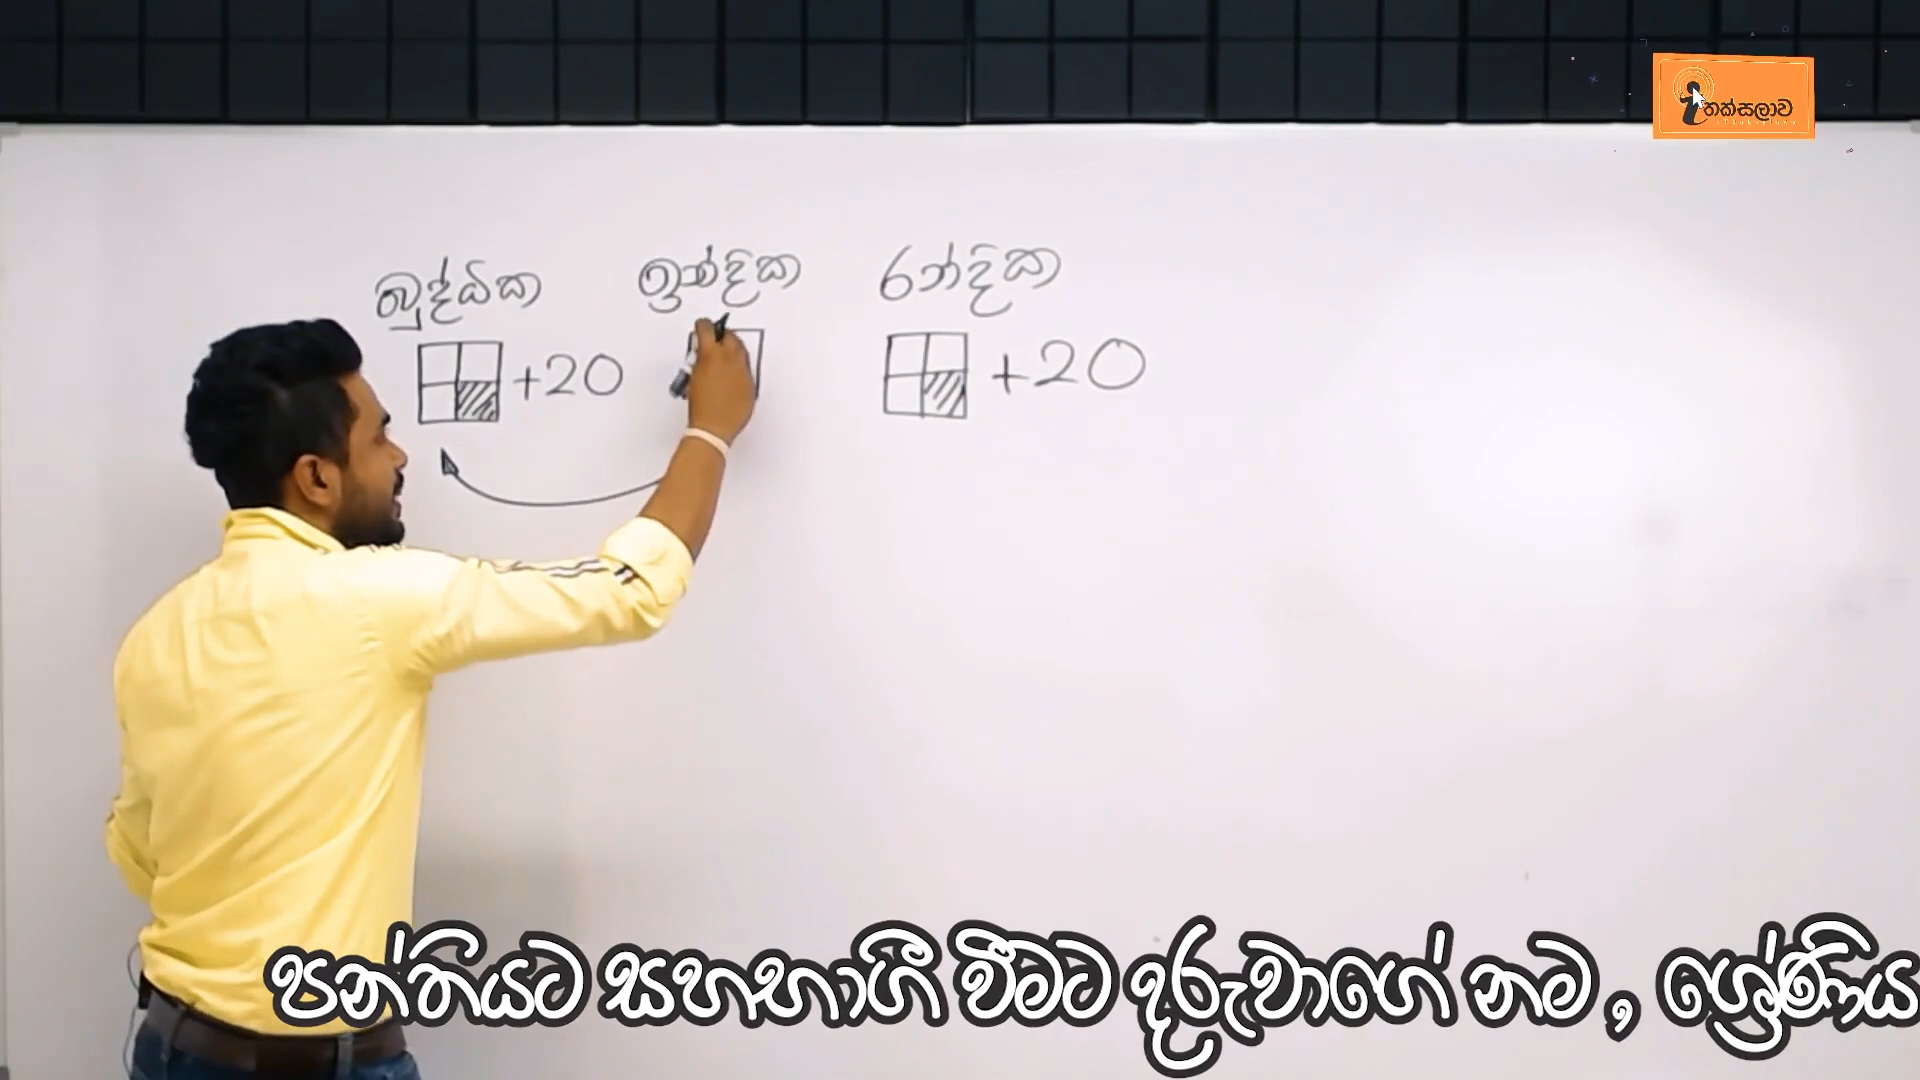 තක්සලාව
බුද්ධික ඉන්දික රන්දික
+20 +20
පන්තියට සහභාගී වීමට දරුවාගේ නම , ශ්‍රේණිය